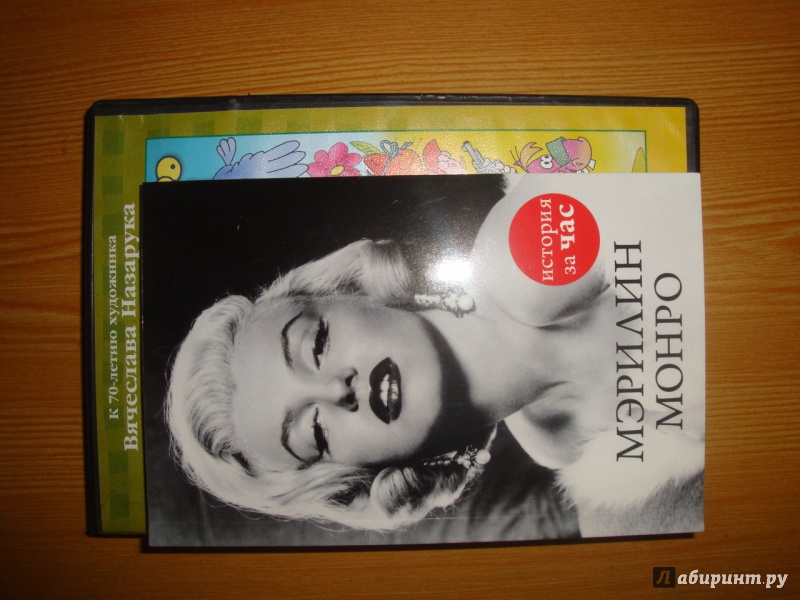 К 70-летию художника
Вячеслава Назарука
история
за час
МЭРИЛИН
МОНРО
Лабиринт.ру